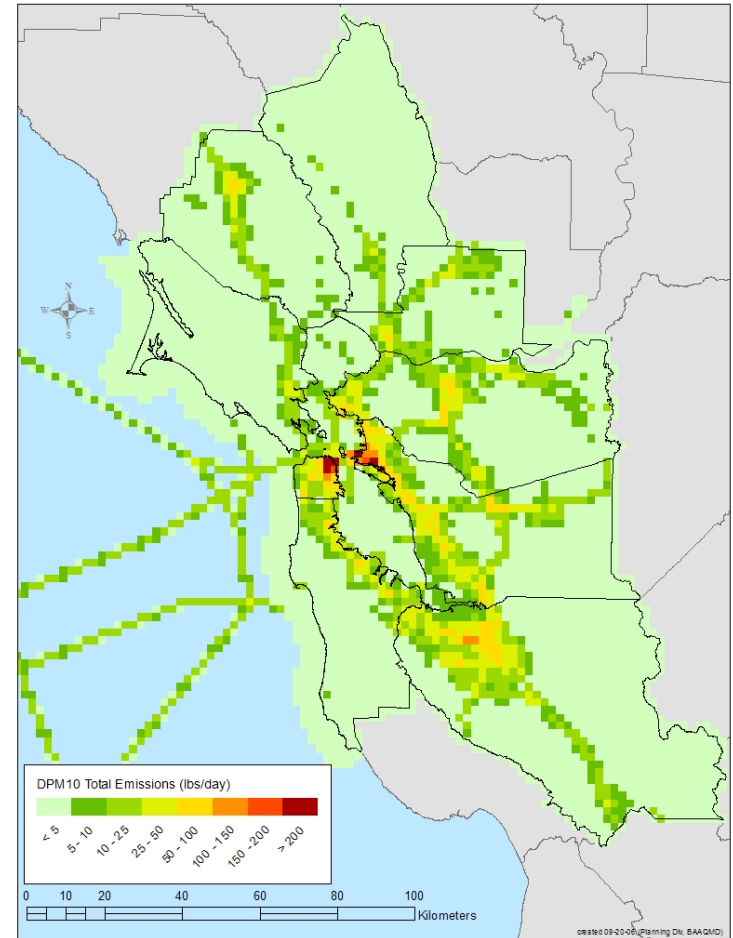 N
W E
S
DPM10 Total Emissions (lbs/day)
< 5 5 - 10 10 - 25 25 - 50 50 - 100 100 - 150 150 - 200 > 200
0 10 20 40 60 80 100
Kilometers
created 09-20-06 (Planning Div, BAAQMD)